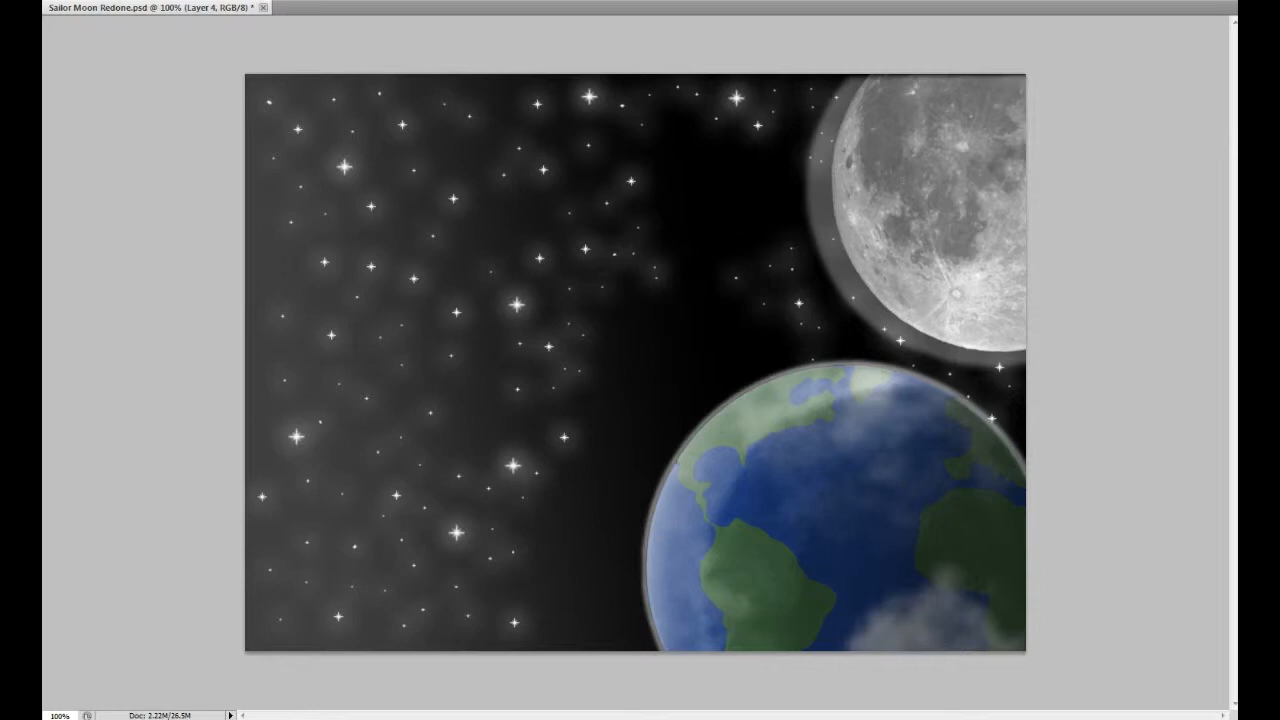 Sailor Moon Redone.psd @ 100% (Layer 4, RGB/8) *
100%
Doc: 2.22M/26.5M